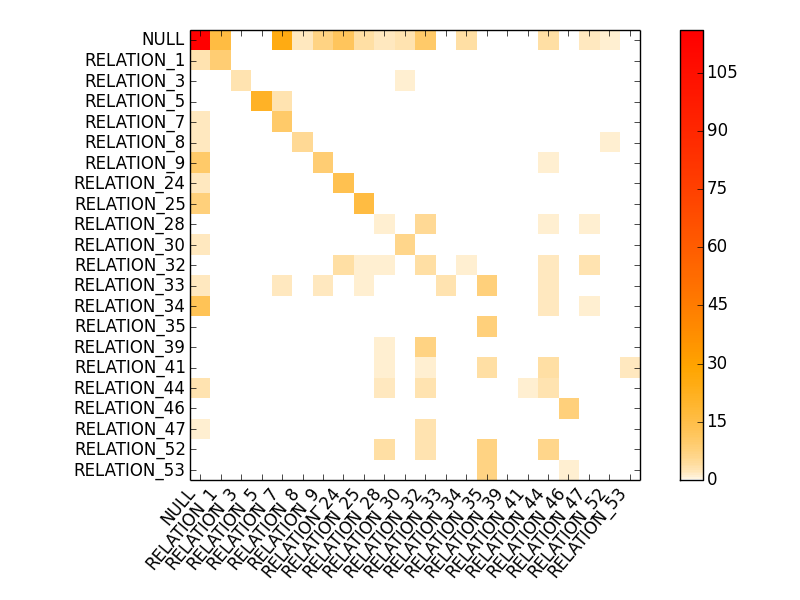 NULL
RELATION_1
RELATION_3
RELATION_5
RELATION_7
RELATION_8
RELATION_9
RELATION_24
RELATION_25
RELATION_28
RELATION_30
RELATION_32
RELATION_33
RELATION_34
RELATION_35
RELATION_39
RELATION_41
RELATION_44
RELATION_46
RELATION_47
RELATION_52
RELATION_53
NULL
RELATION_1
RELATION_3
RELATION_5
RELATION_7
RELATION_8
RELATION_9
RELATION_24
RELATION_25
RELATION_28
RELATION_30
RELATION_32
RELATION_33
RELATION_34
RELATION_35
RELATION_39
RELATION_41
RELATION_44
RELATION_46
RELATION_47
RELATION_52
RELATION_53
105
90
75
60
45
30
15
0